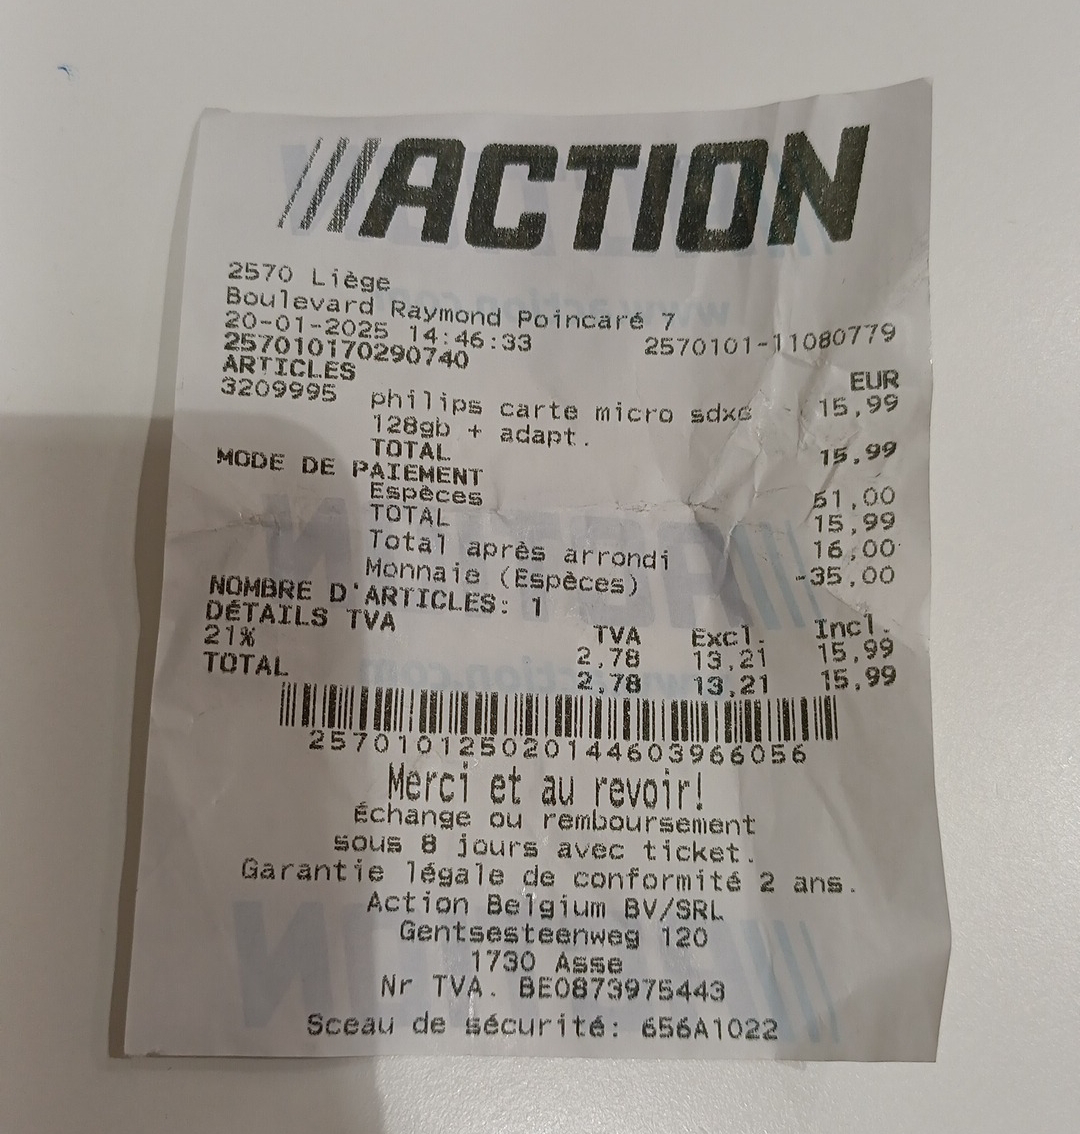 ACTION
2570 Liège
Boulevard Raymond Poincaré 7
20-01-2025 14:46:33 2570101-11080779
257010170290740
ARTICLES EUR
3209995 philips carte micro sdxc 15,99
128gb + adapt.
TOTAL 15,99
MODE DE PAIEMENT
Espèces 51,00
TOTAL 15,99
Total après arrondi 16,00
Monnaie (Espèces) -35,00
NOMBRE D'ARTICLES: 1
DÉTAILS TVA TVA Excl. Incl.
21% 2,78 13,21 15,99
TOTAL 2,78 13,21 15,99
2570101250201446039​66056
Merci et au revoir!
Échange ou remboursement
sous 8 jours avec ticket.
Garantie légale de conformité 2 ans.
Action Belgium BV/SRL
Gentsesteenweg 120
1730 Asse
Nr TVA. BE0873975443
Sceau de sécurité: 656A1022